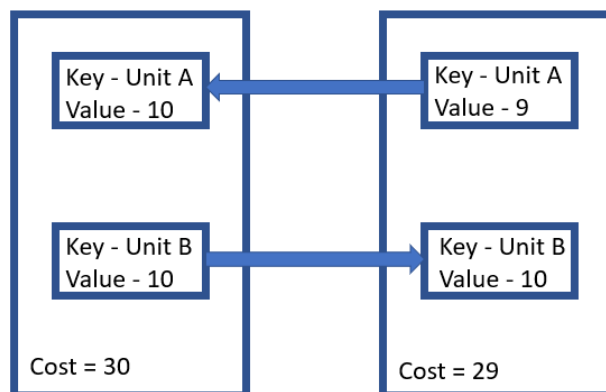 Key - Unit A
Value - 10
Key - Unit A
Value - 9
Key - Unit B
Value - 10
Key - Unit B
Value - 10
Cost = 30
Cost = 29